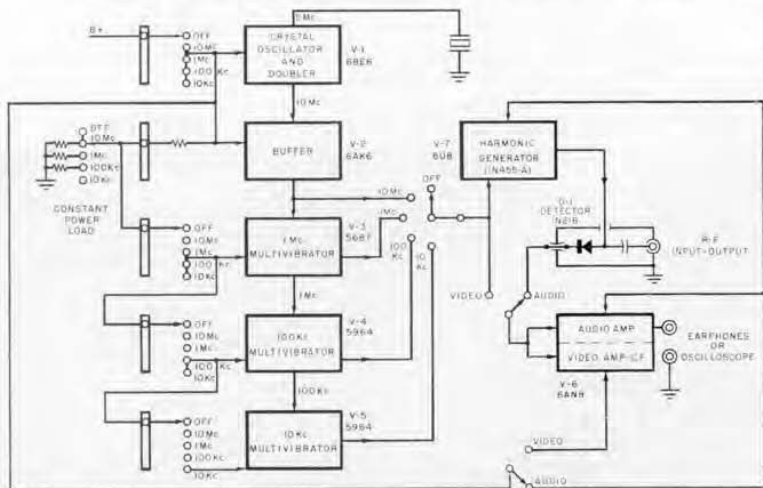 B+
OFF
10MC
1MC
100KC
10KC
5MC
CRYSTAL
OSCILLATOR
AND
DOUBLER
V-1
6BE6
10MC
OFF
10MC
1MC
100KC
10KC
CONSTANT
POWER
LOAD
BUFFER
V-2
6AK6
V-7
6U8
HARMONIC
GENERATOR
(1N455-A)
OFF
10MC
1MC
100
KC
10
KC
OFF
10MC
1MC
100KC
10KC
1MC
MULTIVIBRATOR
V-3
5687
D-1
DETECTOR
1N21B
R-F
INPUT-OUTPUT
1MC
VIDEO
AUDIO
OFF
10MC
1MC
100KC
10KC
100KC
MULTIVIBRATOR
V-4
5964
AUDIO AMP
VIDEO AMP-CF
EARPHONES
OR
OSCILLOSCOPE
V-6
6AN8
100KC
OFF
10MC
1MC
100KC
10KC
10KC
MULTIVIBRATOR
V-5
5964
VIDEO
AUDIO